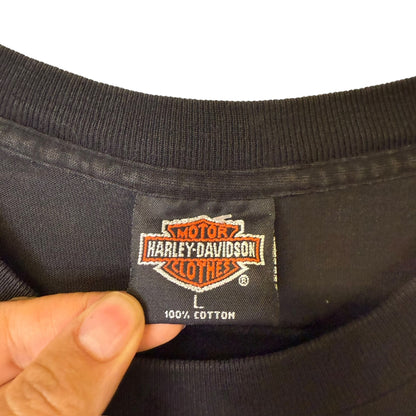 MOTOR
HARLEY-DAVIDSON
CLOTHES
®
L
100% COTTON